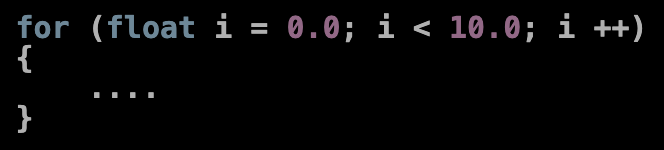 for (float i = 0.0; i < 10.0; i ++)
{
    ....
}